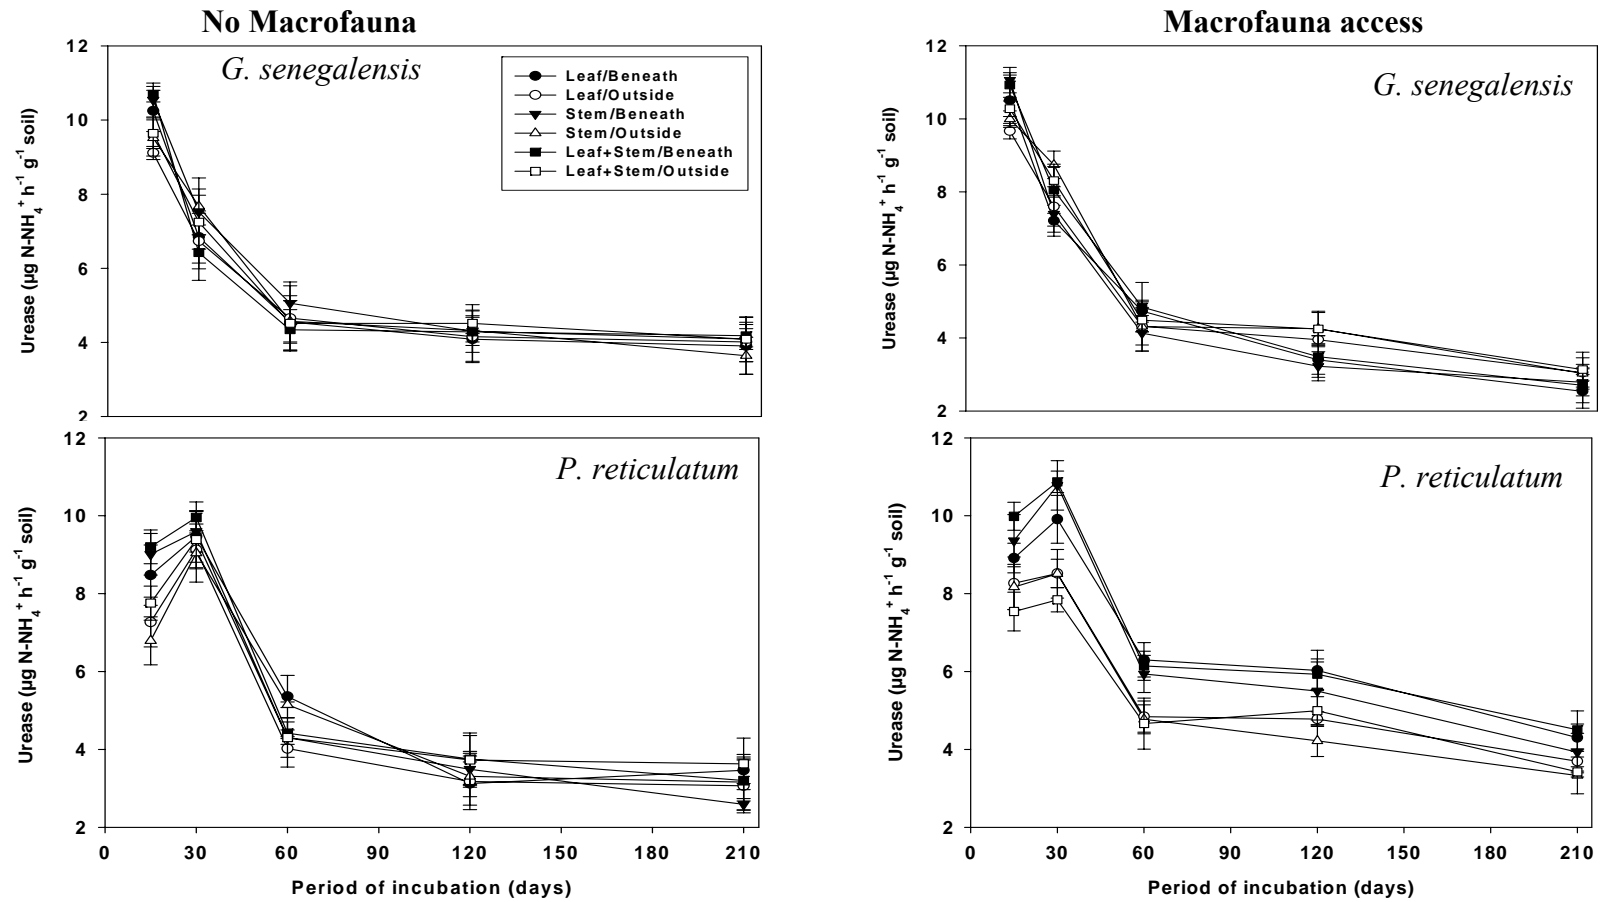 No Macrofauna
Macrofauna access
12
10
8
6
4
2
Urease (µg N-NH4+ h-1 g-1 soil)
G. senegalensis
Leaf/Beneath
Leaf/Outside
Stem/Beneath
Stem/Outside
Leaf+Stem/Beneath
Leaf+Stem/Outside
12
10
8
6
4
2
Urease (µg N-NH4+ h-1 g-1 soil)
G. senegalensis
12
10
8
6
4
2
Urease (µg N-NH4+ h-1 g-1 soil)
P. reticulatum
0 30 60 90 120 150 180 210
Period of incubation (days)
12
10
8
6
4
2
Urease (µg N-NH4+ h-1 g-1 soil)
P. reticulatum
0 30 60 90 120 150 180 210
Period of incubation (days)